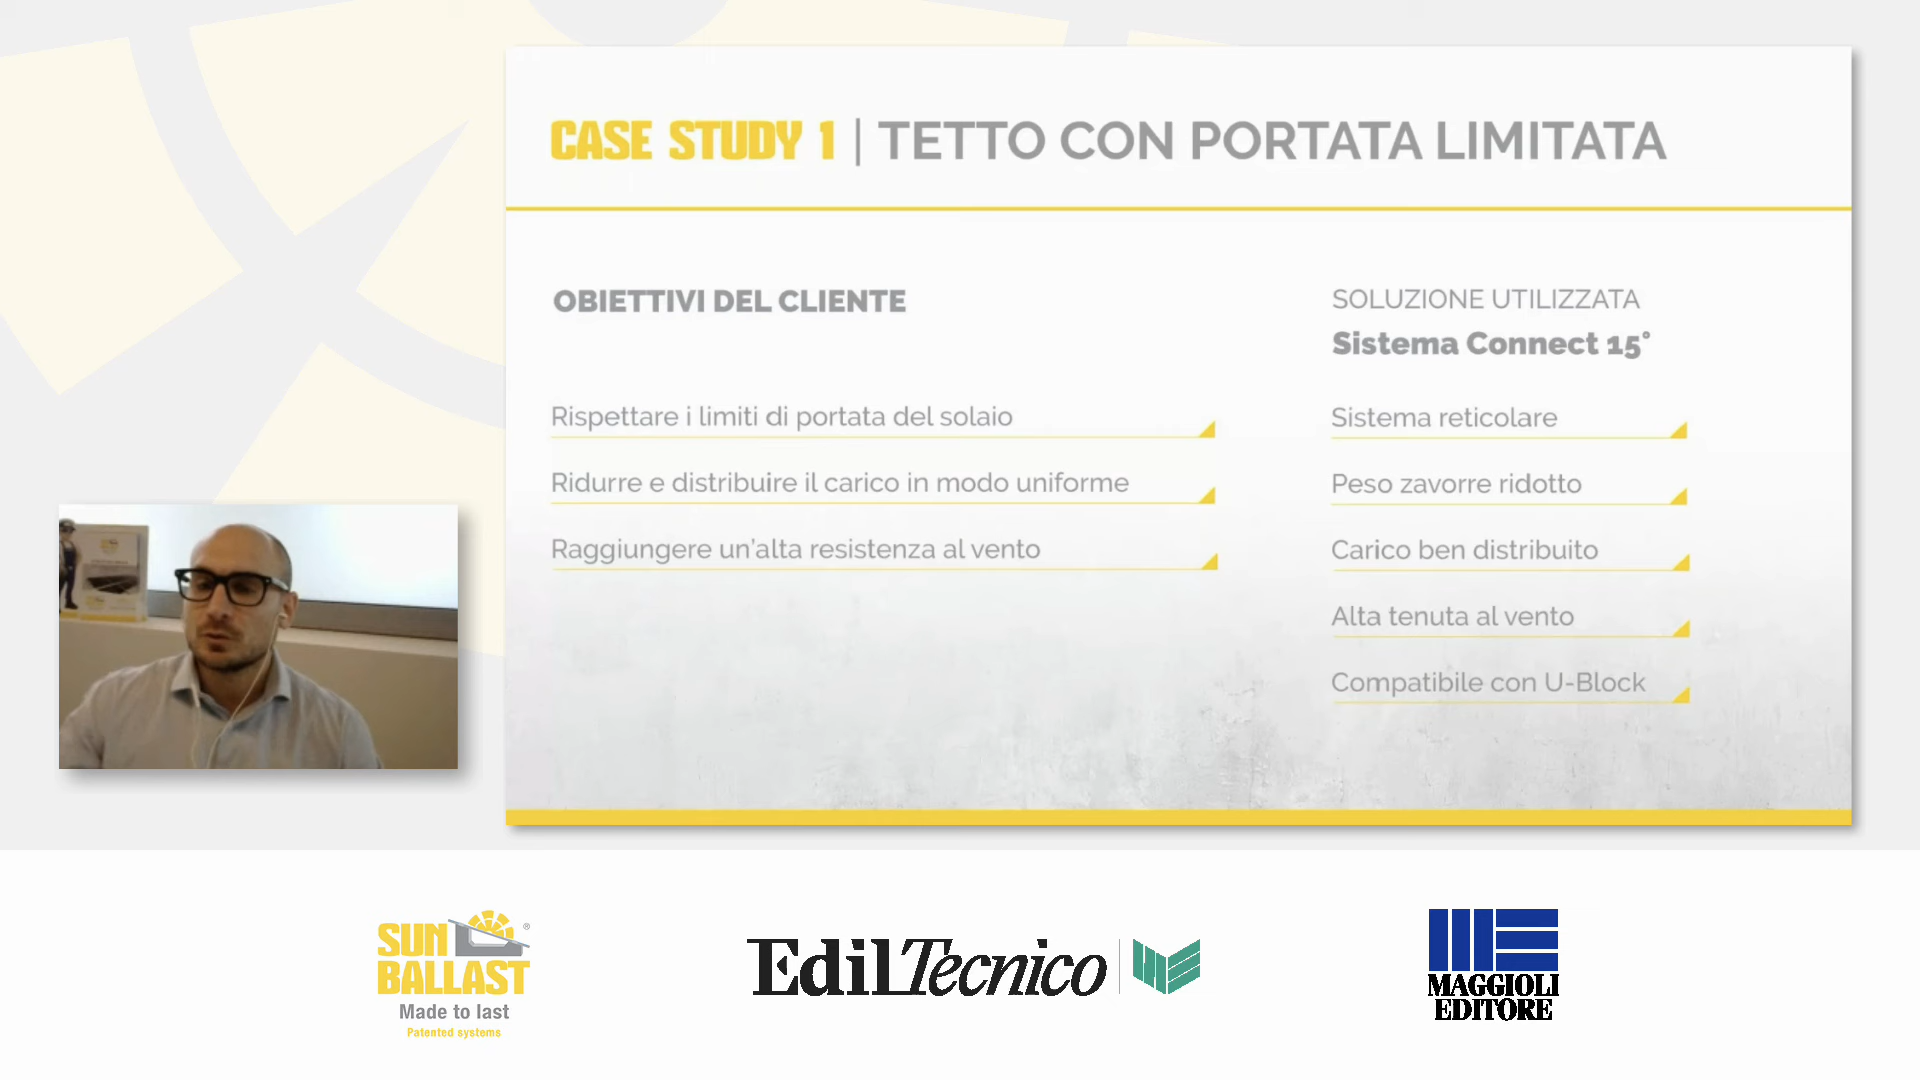 CASE STUDY 1 | TETTO CON PORTATA LIMITATA
OBIETTIVI DEL CLIENTE
Rispettare i limiti di portata del solaio
Ridurre e distribuire il carico in modo uniforme
Raggiungere un'alta resistenza al vento
SOLUZIONE UTILIZZATA
Sistema Connect 15°
Sistema reticolare
Peso zavorre ridotto
Carico ben distribuito
Alta tenuta al vento
Compatibile con U-Block
SUN
BALLAST
®
Made to last
Patented systems
EdilTecnico
MAGGIOLI
EDITORE